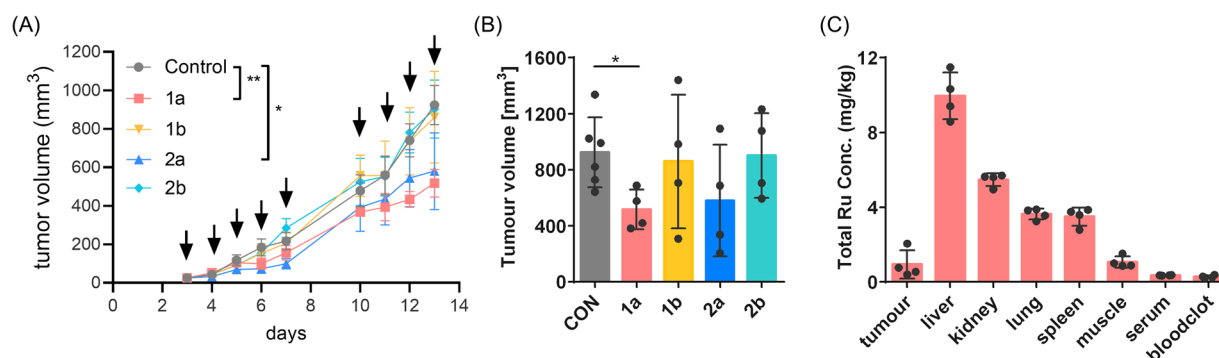 (A)
tumor volume (mm³)
1200
1000
800
600
400
200
0
Control
1a
1b
2a
2b
**
*
0 2 4 6 8 10 12 14
days
(B)
Tumour volume [mm³]
1600
1200
800
400
0
*
CON 1a 1b 2a 2b
(C)
Total Ru Conc. (mg/kg)
12
8
4
0
tumour liver kidney lung spleen muscle serum bloodclot